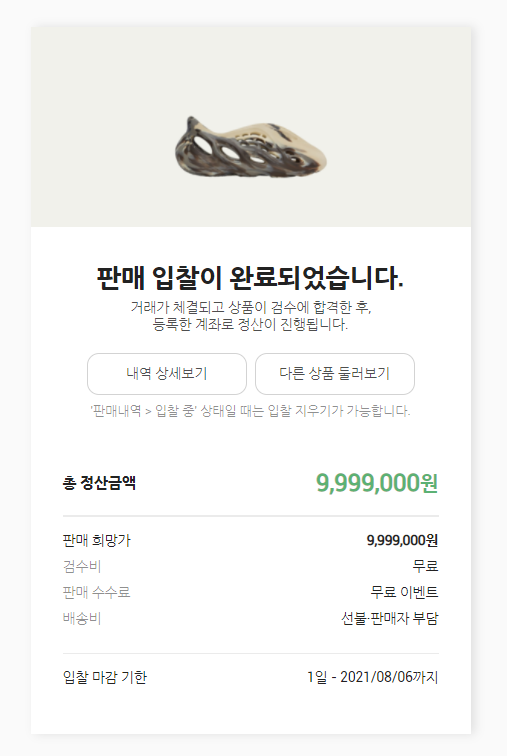 판매 입찰이 완료되었습니다.
거래가 체결되고 상품이 검수에 합격한 후,
등록한 계좌로 정산이 진행됩니다.
내역 상세보기 다른 상품 둘러보기
'판매내역 > 입찰 중' 상태일 때는 입찰 지우기가 가능합니다.
총 정산금액 9,999,000원
판매 희망가 9,999,000원
검수비 무료
판매 수수료 무료 이벤트
배송비 선불·판매자 부담
입찰 마감 기한 1일 - 2021/08/06까지